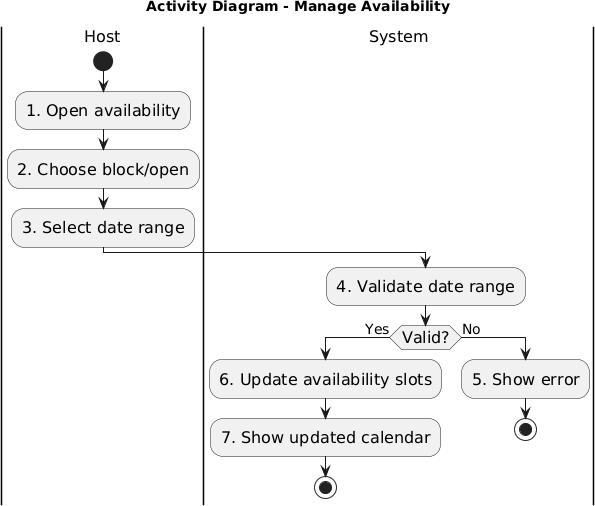 Activity Diagram - Manage Availability
Host
System
1. Open availability
2. Choose block/open
3. Select date range
4. Validate date range
Yes
Valid?
No
6. Update availability slots
5. Show error
7. Show updated calendar